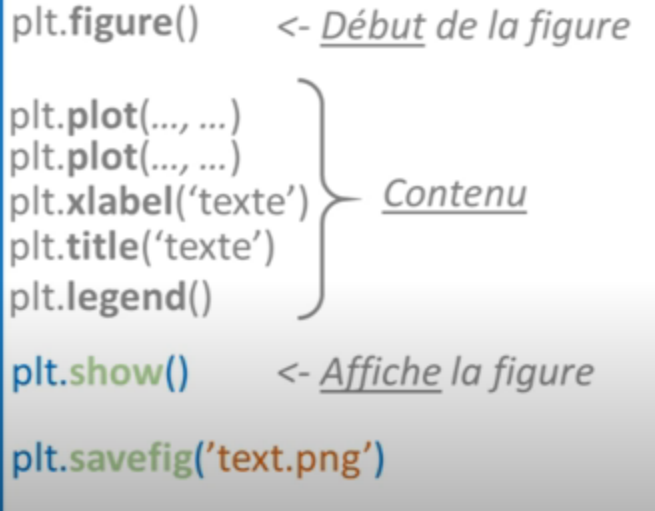 plt.figure() <- Début de la figure
plt.plot(..., ...)
plt.plot(..., ...)
plt.xlabel(‘texte’)
plt.title(‘texte’)
plt.legend()
Contenu
plt.show() <- Affiche la figure
plt.savefig(’text.png’)